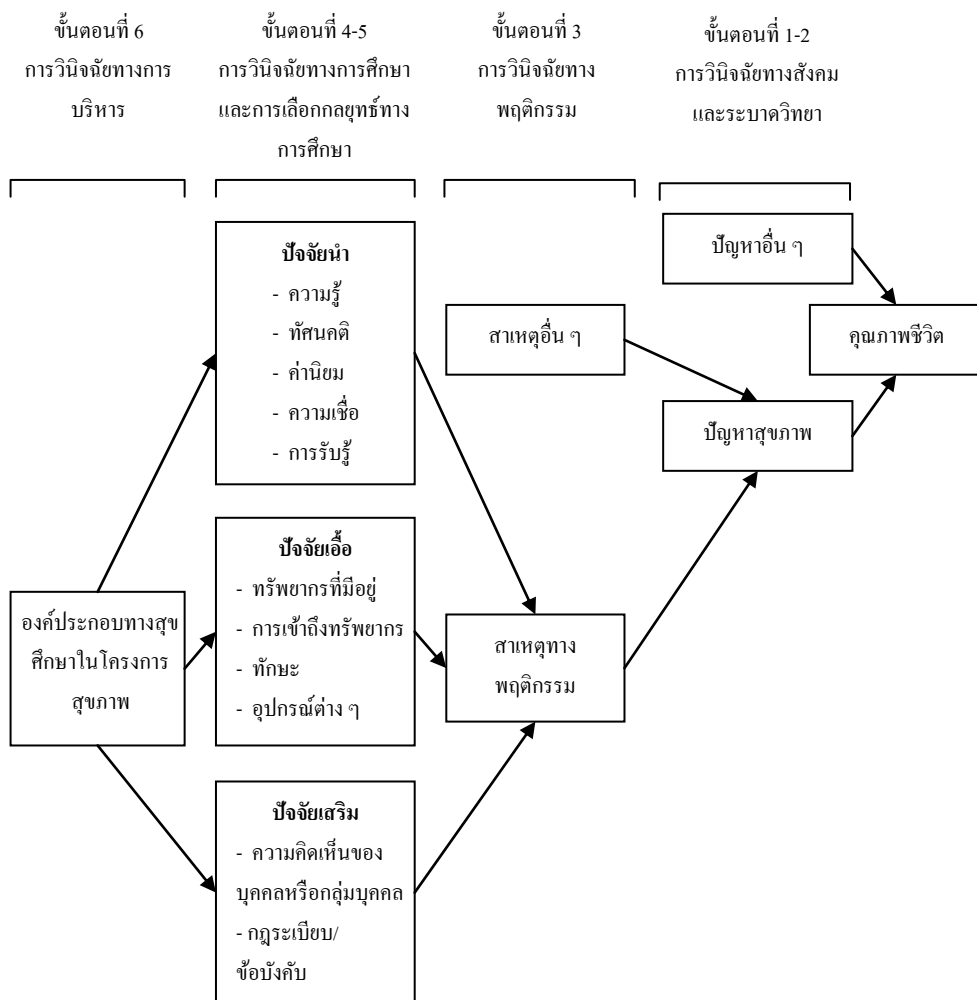 ขั้นตอนที่ 6
การวินิจฉัยทางการ
บริหาร
ขั้นตอนที่ 4-5
การวินิจฉัยทางการศึกษา
และการเลือกกลยุทธ์ทาง
การศึกษา
ขั้นตอนที่ 3
การวินิจฉัยทาง
พฤติกรรม
ขั้นตอนที่ 1-2
การวินิจฉัยทางสังคม
และระบาดวิทยา
ปัจจัยนำ
- ความรู้
- ทัศนคติ
- ค่านิยม
- ความเชื่อ
- การรับรู้
ปัญหาอื่น ๆ
สาเหตุอื่น ๆ
คุณภาพชีวิต
ปัญหาสุขภาพ
ปัจจัยเอื้อ
- ทรัพยากรที่มีอยู่
- การเข้าถึงทรัพยากร
- ทักษะ
- อุปกรณ์ต่าง ๆ
องค์ประกอบทางสุข
ศึกษาในโครงการ
สุขภาพ
สาเหตุทาง
พฤติกรรม
ปัจจัยเสริม
- ความคิดเห็นของ
บุคคลหรือกลุ่มบุคคล
- กฎระเบียบ/
ข้อบังคับ